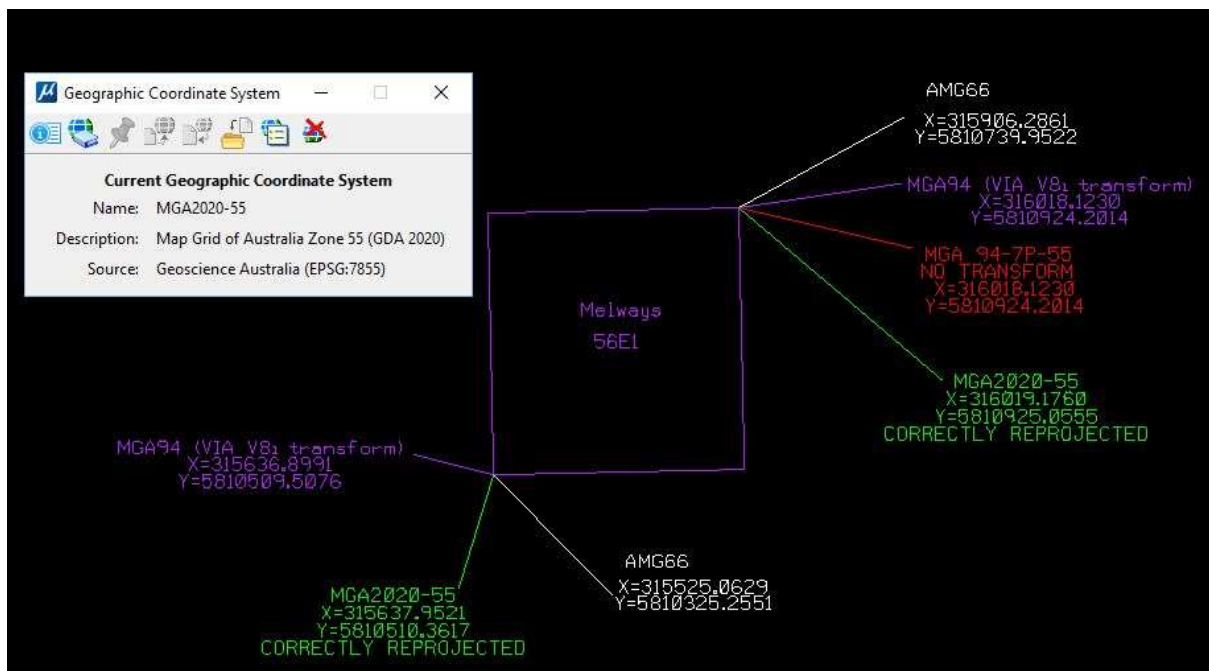 Geographic Coordinate System
Current Geographic Coordinate System
Name: MGA2020-55
Description: Map Grid of Australia Zone 55 (GDA 2020)
Source: Geoscience Australia (EPSG:7855)
AMG66
X=315906.2861
Y=5810739.9522
MGA94 (VIA V8i transform)
X=316018.1230
Y=5810924.2014
MGA 94-7P-55
NO TRANSFORM
X=316018.1230
Y=5810924.2014
Melways
56E1
MGA2020-55
X=316019.1760
Y=5810925.0555
CORRECTLY REPROJECTED
MGA94 (VIA V8i transform)
X=315636.8991
Y=5810509.5076
AMG66
X=315525.0629
Y=5810325.2551
MGA2020-55
X=315637.9521
Y=5810510.3617
CORRECTLY REPROJECTED